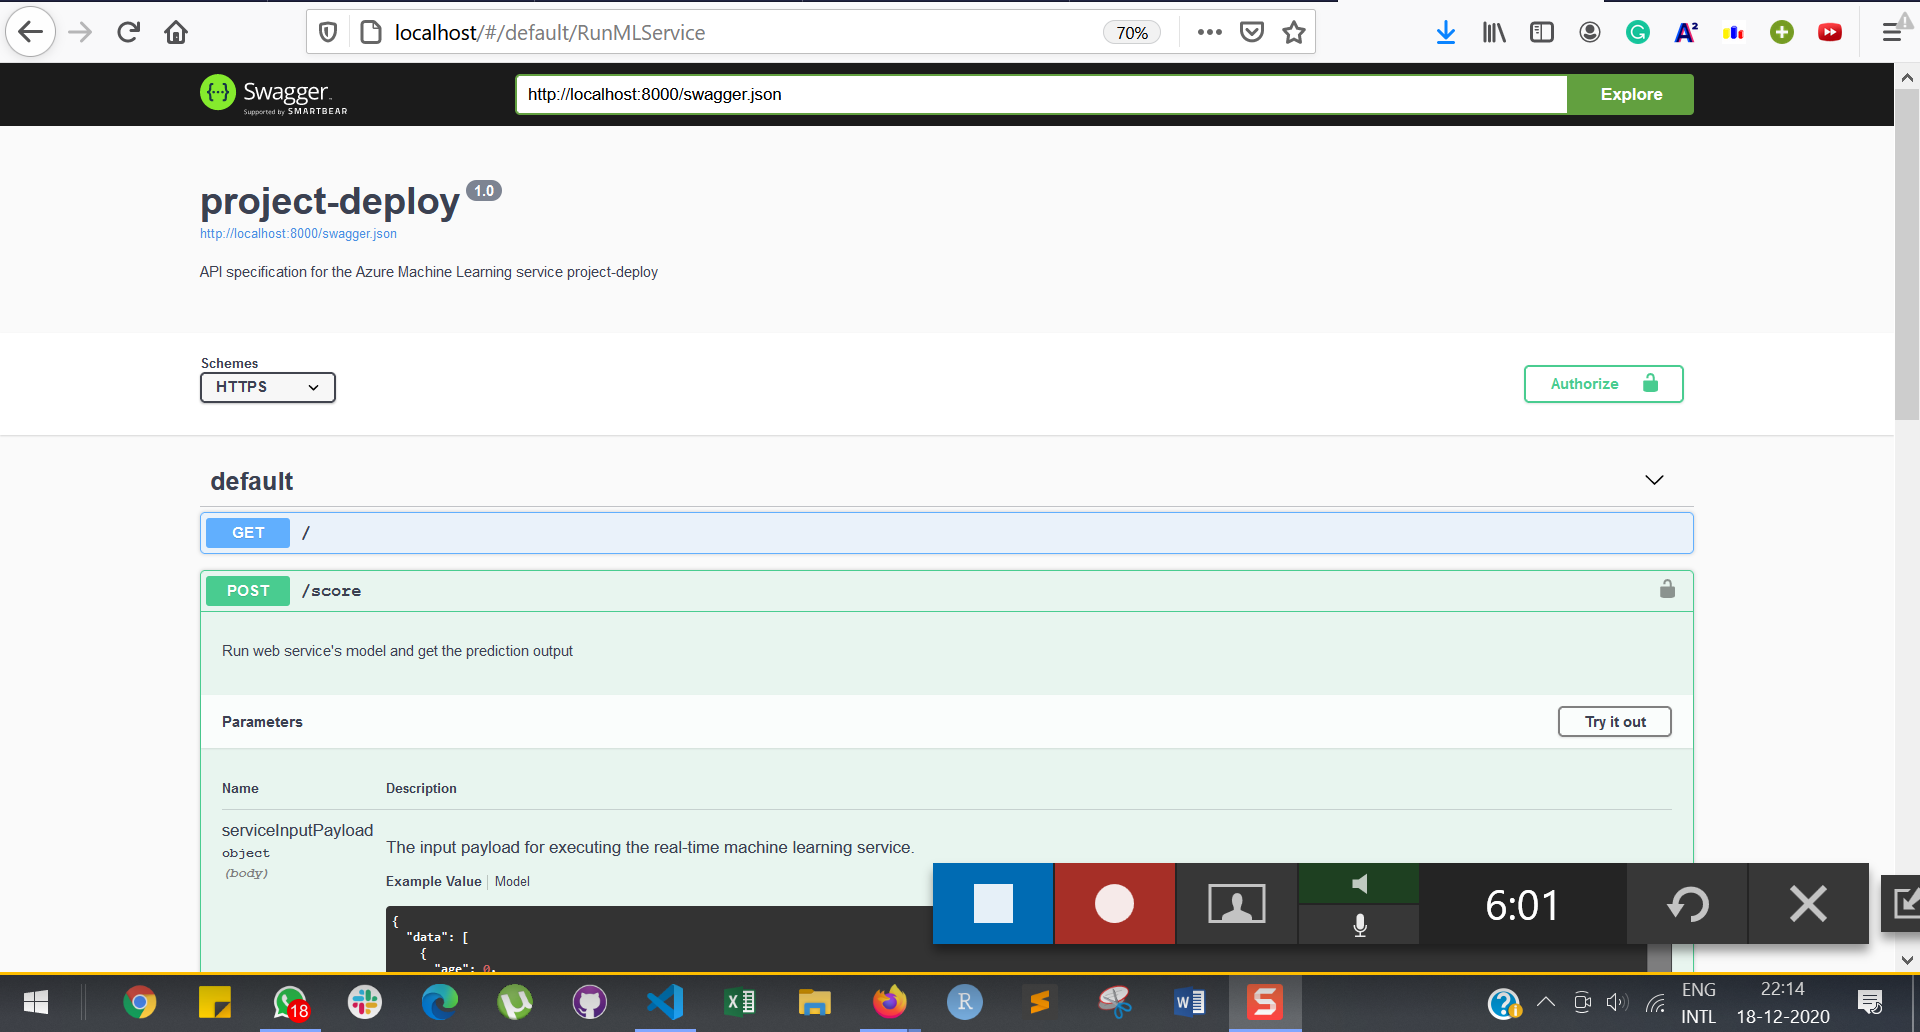 localhost/#/default/RunMLService
70%
Swagger
Supported by SMARTBEAR
http://localhost:8000/swagger.json
Explore
project-deploy 1.0
http://localhost:8000/swagger.json
API specification for the Azure Machine Learning service project-deploy
Schemes
HTTPS
Authorize
default
GET /
POST /score
Run web service's model and get the prediction output
Parameters
Try it out
Name Description
serviceInputPayload
object
(body)
The input payload for executing the real-time machine learning service.
Example Value | Model
{
"data": [
{
"age": 0,
6:01
18
ENG
INTL
22:14
18-12-2020